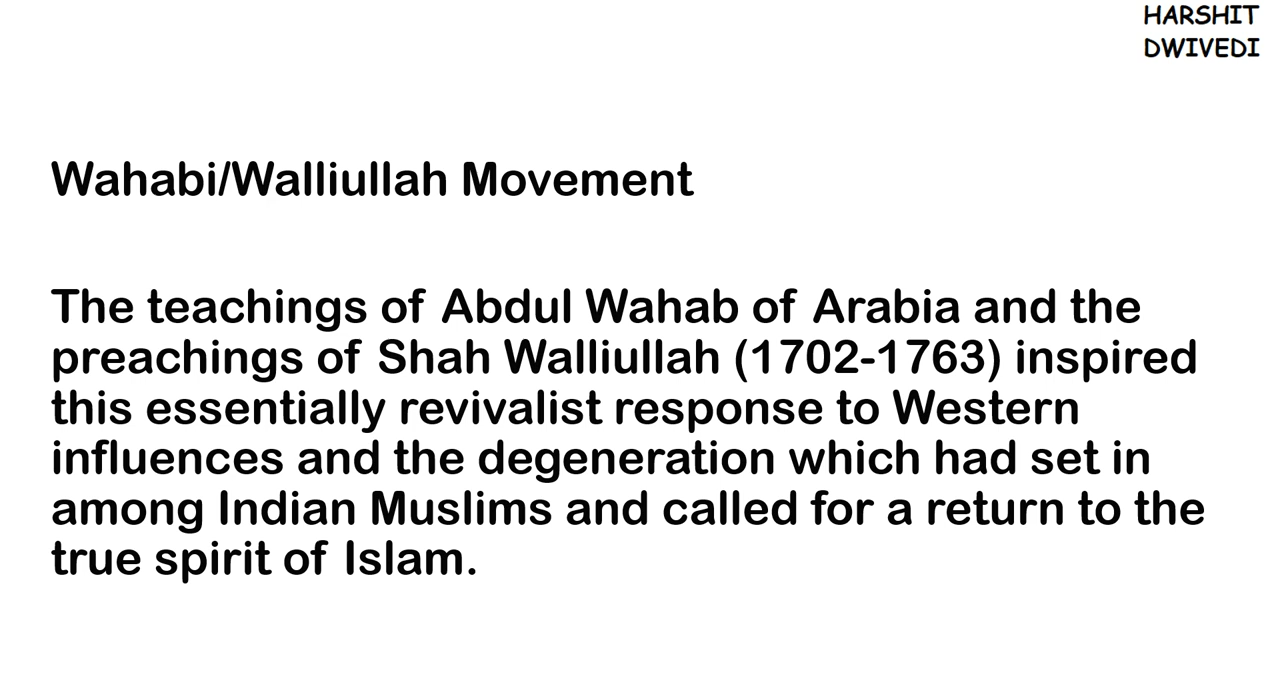 HARSHIT
DWIVEDI
Wahabi/Walliullah Movement
The teachings of Abdul Wahab of Arabia and the
preachings of Shah Walliullah (1702-1763) inspired
this essentially revivalist response to Western
influences and the degeneration which had set in
among Indian Muslims and called for a return to the
true spirit of Islam.